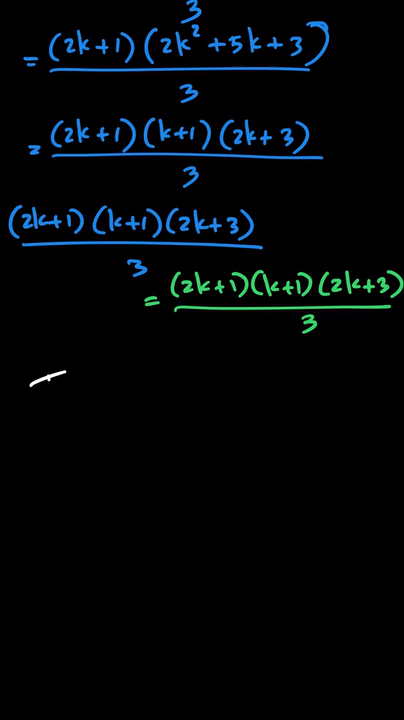 3
= (2k+1)(2k²+5k+3)
3
= (2k+1)(k+1)(2k+3)
3
(2k+1)(k+1)(2k+3)
3
= (2k+1)(k+1)(2k+3)
3